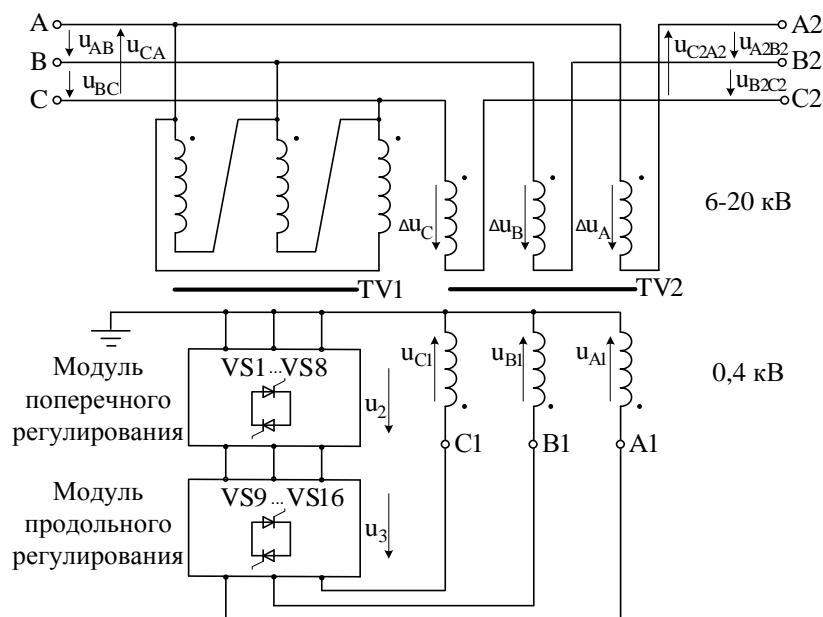 A
A2
u_AB
u_CA
u_C2A2
u_A2B2
B
B2
u_BC
u_B2C2
C
C2
6-20 кВ
Δu_C
Δu_B
Δu_A
TV1
TV2
Модуль
поперечного
регулирования
VS1...VS8
u_2
u_C1
u_B1
u_A1
0,4 кВ
C1
B1
A1
Модуль
продольного
регулирования
VS9...VS16
u_3